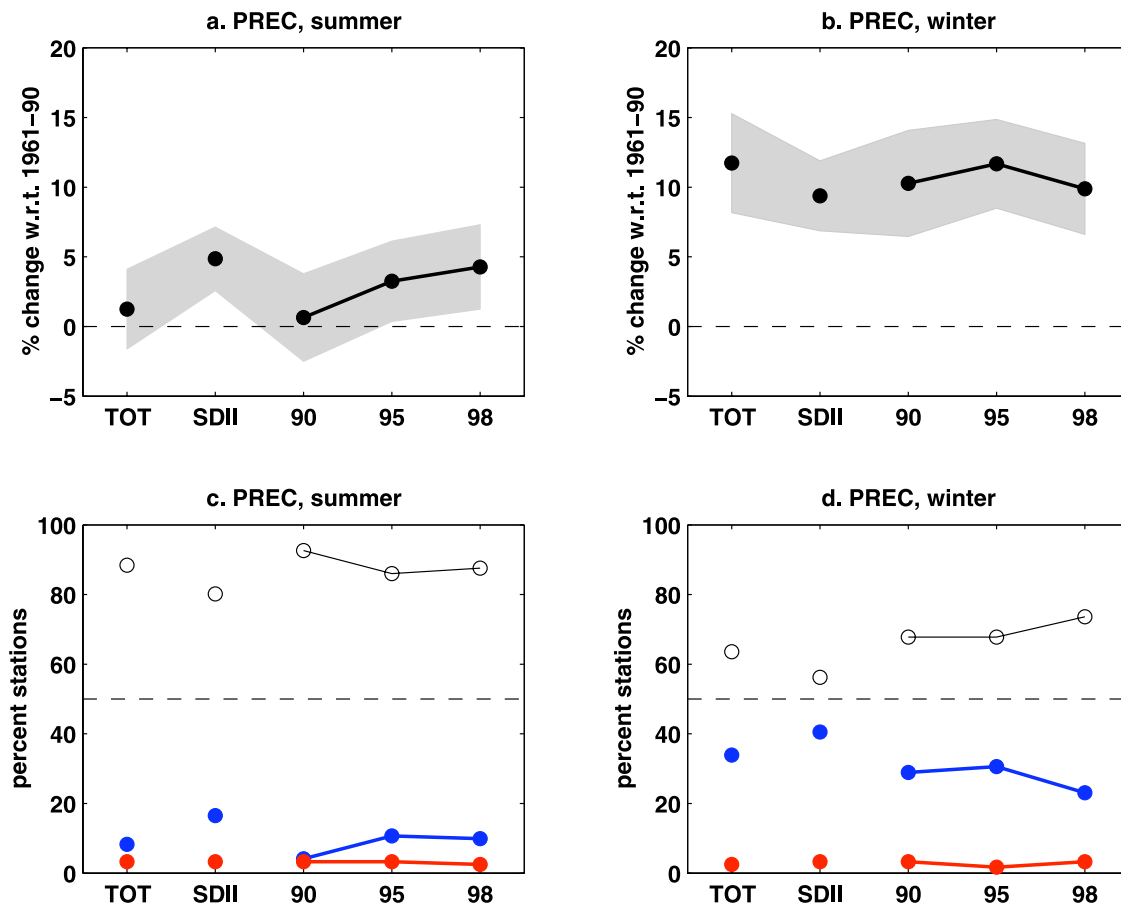 a. PREC, summer
% change w.r.t. 1961−90
20
15
10
5
0
−5
TOT SDII 90 95 98
b. PREC, winter
% change w.r.t. 1961−90
20
15
10
5
0
−5
TOT SDII 90 95 98
c. PREC, summer
percent stations
100
80
60
40
20
0
TOT SDII 90 95 98
d. PREC, winter
percent stations
100
80
60
40
20
0
TOT SDII 90 95 98